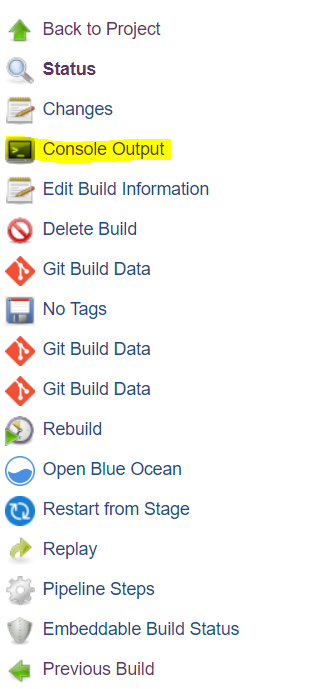 Back to Project
Status
Changes
Console Output
Edit Build Information
Delete Build
Git Build Data
No Tags
Git Build Data
Git Build Data
Rebuild
Open Blue Ocean
Restart from Stage
Replay
Pipeline Steps
Embeddable Build Status
Previous Build